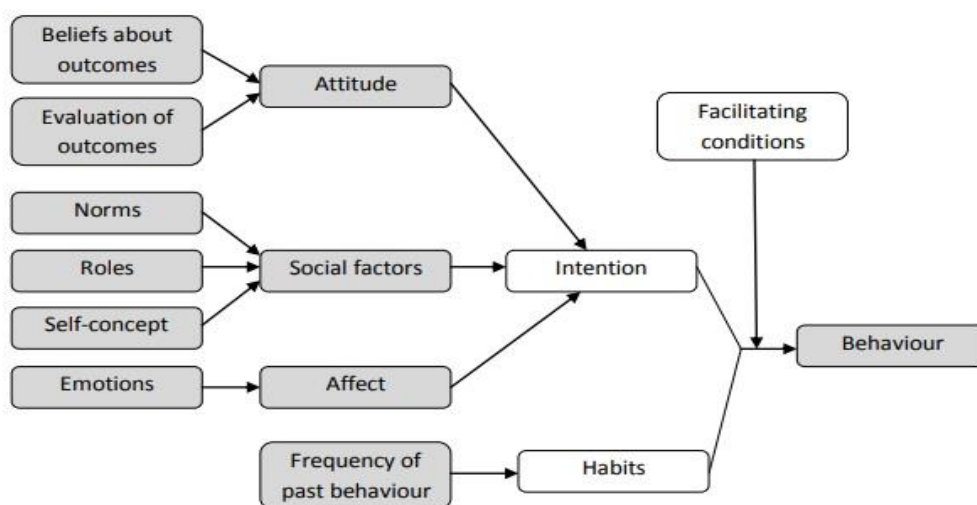 Beliefs about
outcomes
Evaluation of
outcomes
Attitude
Facilitating
conditions
Norms
Roles
Self-concept
Social factors
Intention
Behaviour
Emotions
Affect
Frequency of
past behaviour
Habits